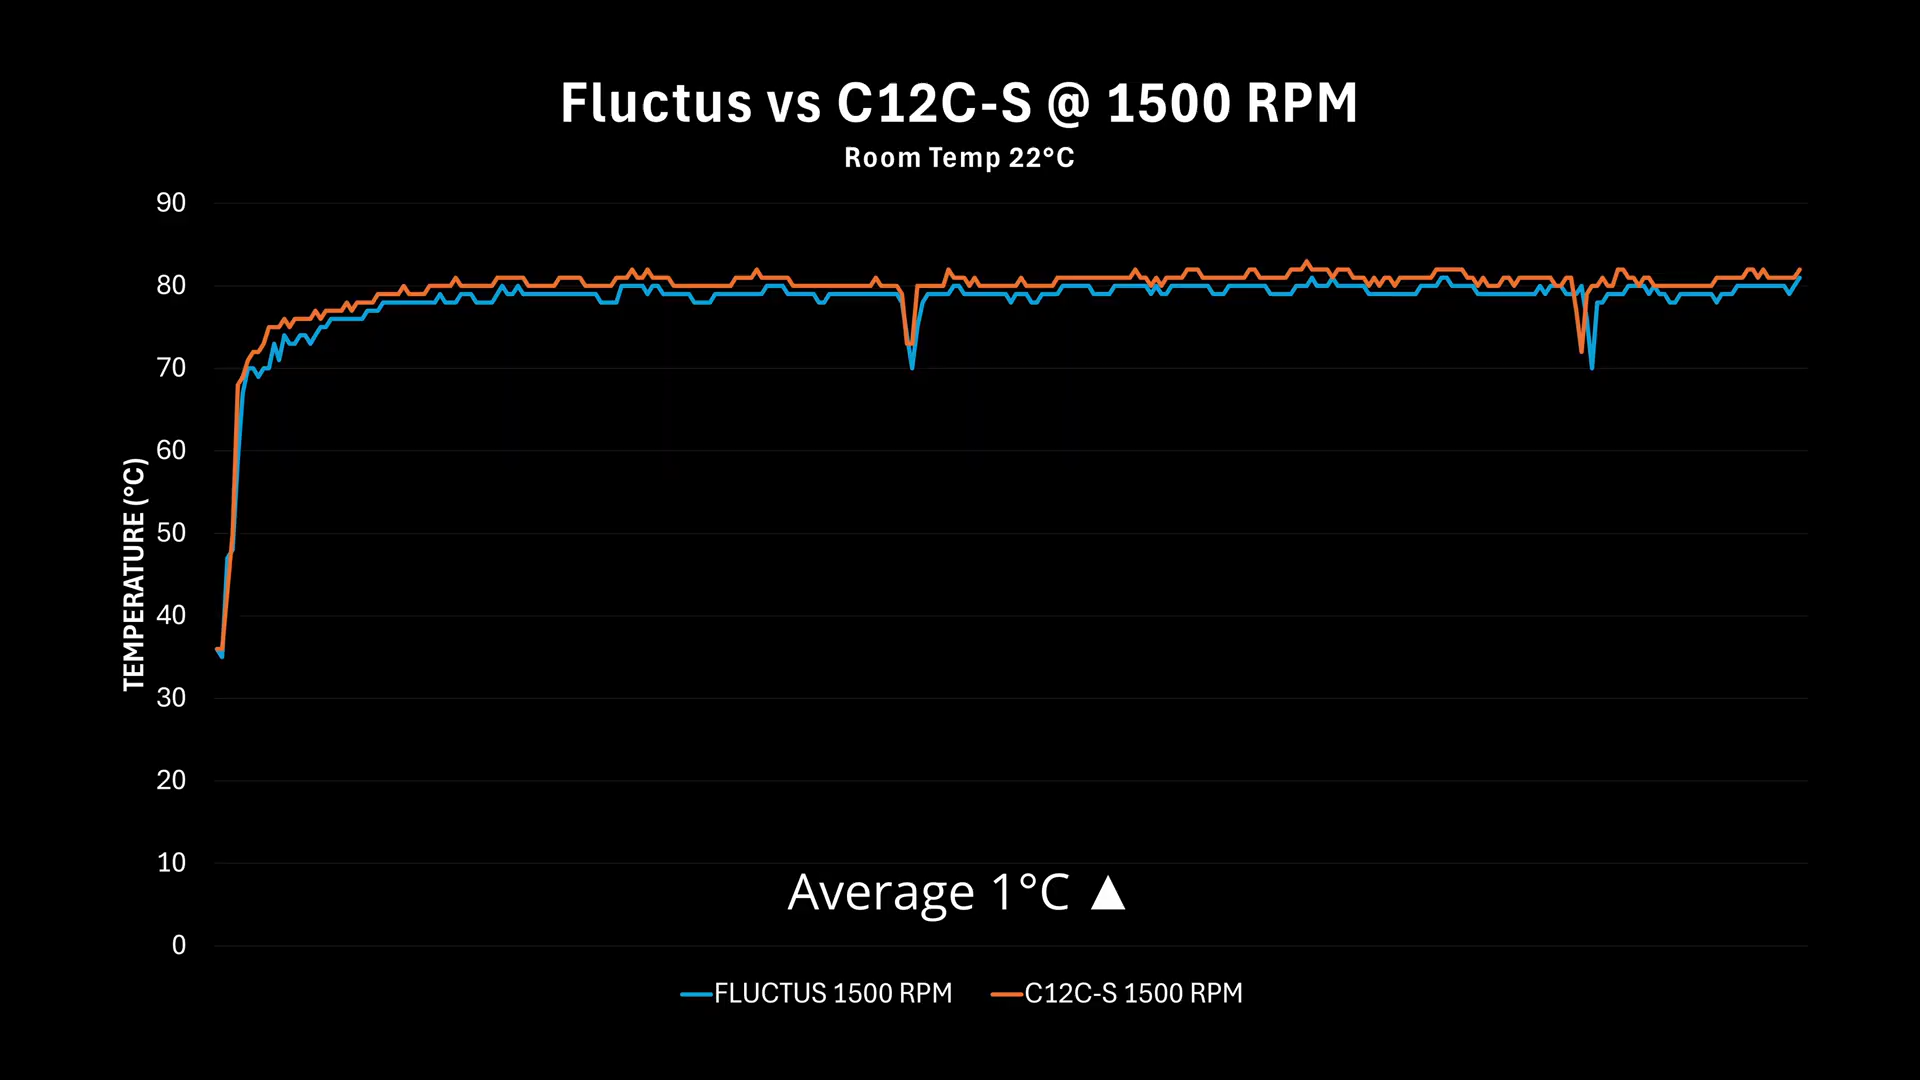 Fluctus vs C12C-S @ 1500 RPM
Room Temp 22°C
90
80
70
60
50
40
30
20
10
0
TEMPERATURE (°C)
Average 1°C ▲
FLUCTUS 1500 RPM
C12C-S 1500 RPM